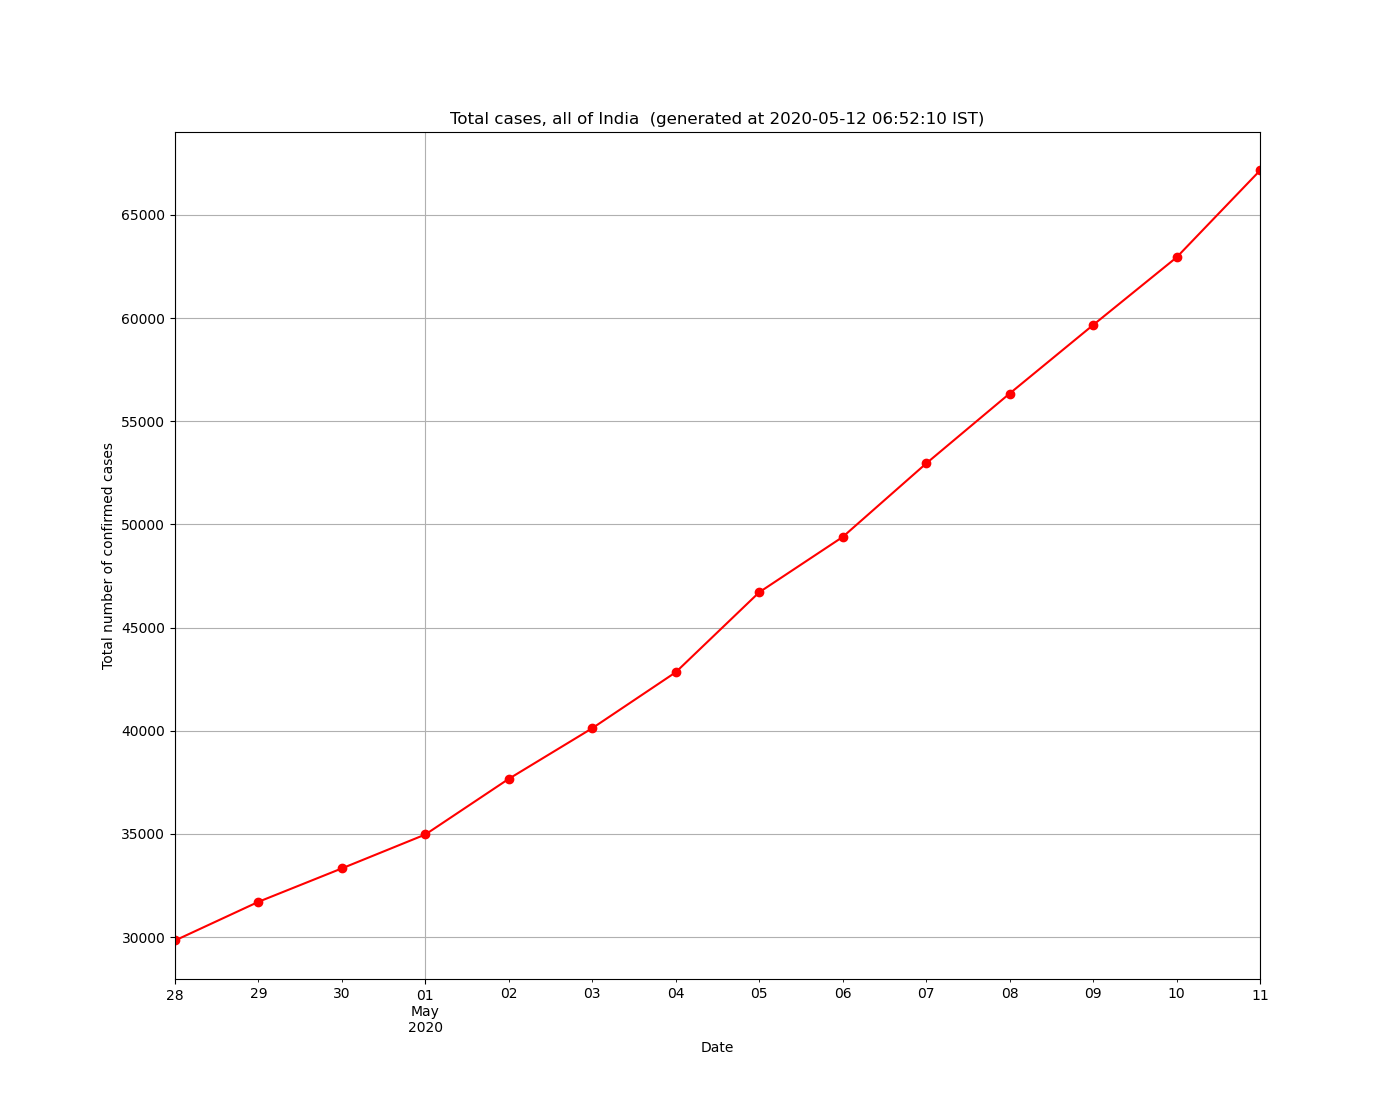 Total cases, all of India  (generated at 2020-05-12 06:52:10 IST)
Total number of confirmed cases
65000
60000
55000
50000
45000
40000
35000
30000
28 29 30 01 02 03 04 05 06 07 08 09 10 11
May
2020
Date